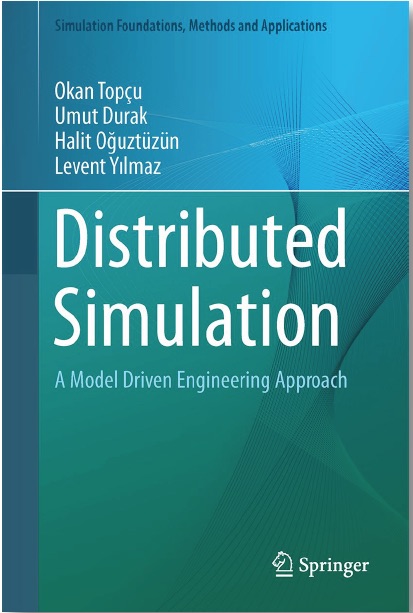 Simulation Foundations, Methods and Applications
Okan Topçu
Umut Durak
Halit Oğuztüzün
Levent Yılmaz
Distributed
Simulation
A Model Driven Engineering Approach
Springer